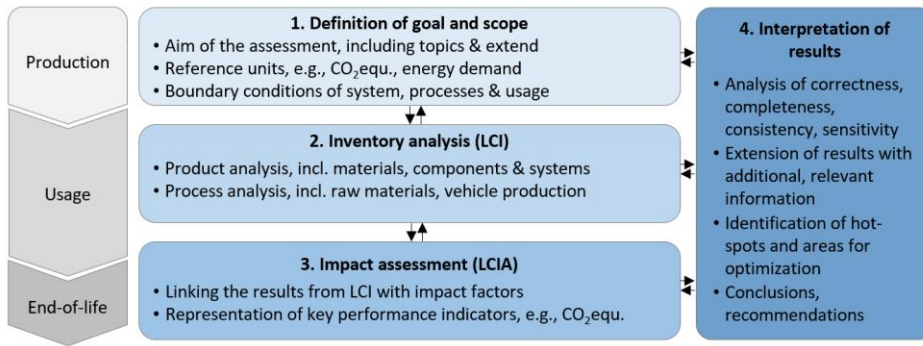 Production
Usage
End-of-life
1. Definition of goal and scope
• Aim of the assessment, including topics & extend
• Reference units, e.g., CO₂equ., energy demand
• Boundary conditions of system, processes & usage
2. Inventory analysis (LCI)
• Product analysis, incl. materials, components & systems
• Process analysis, incl. raw materials, vehicle production
3. Impact assessment (LCIA)
• Linking the results from LCI with impact factors
• Representation of key performance indicators, e.g., CO₂equ.
4. Interpretation of
results
• Analysis of correctness,
completeness,
consistency, sensitivity
• Extension of results with
additional, relevant
information
• Identification of hot-
spots and areas for
optimization
• Conclusions,
recommendations